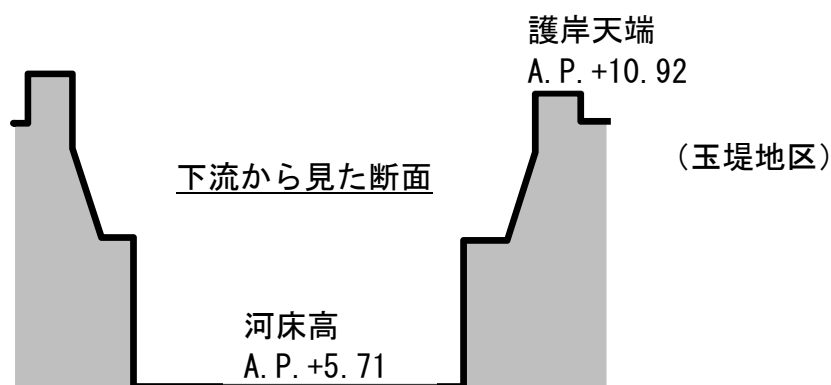 護岸天端
A.P.+10.92
(玉堤地区)
下流から見た断面
河床高
A.P.+5.71